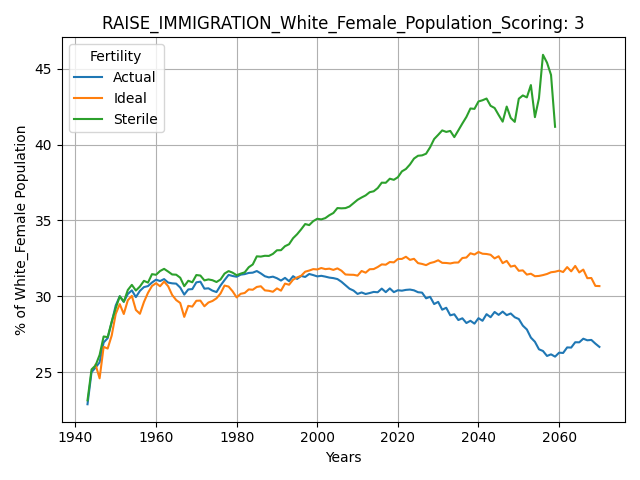 RAISE_IMMIGRATION_White_Female_Population_Scoring: 3
Fertility
Actual
Ideal
Sterile
% of White_Female Population
45
40
35
30
25
1940
1960
1980
2000
2020
2040
2060
Years